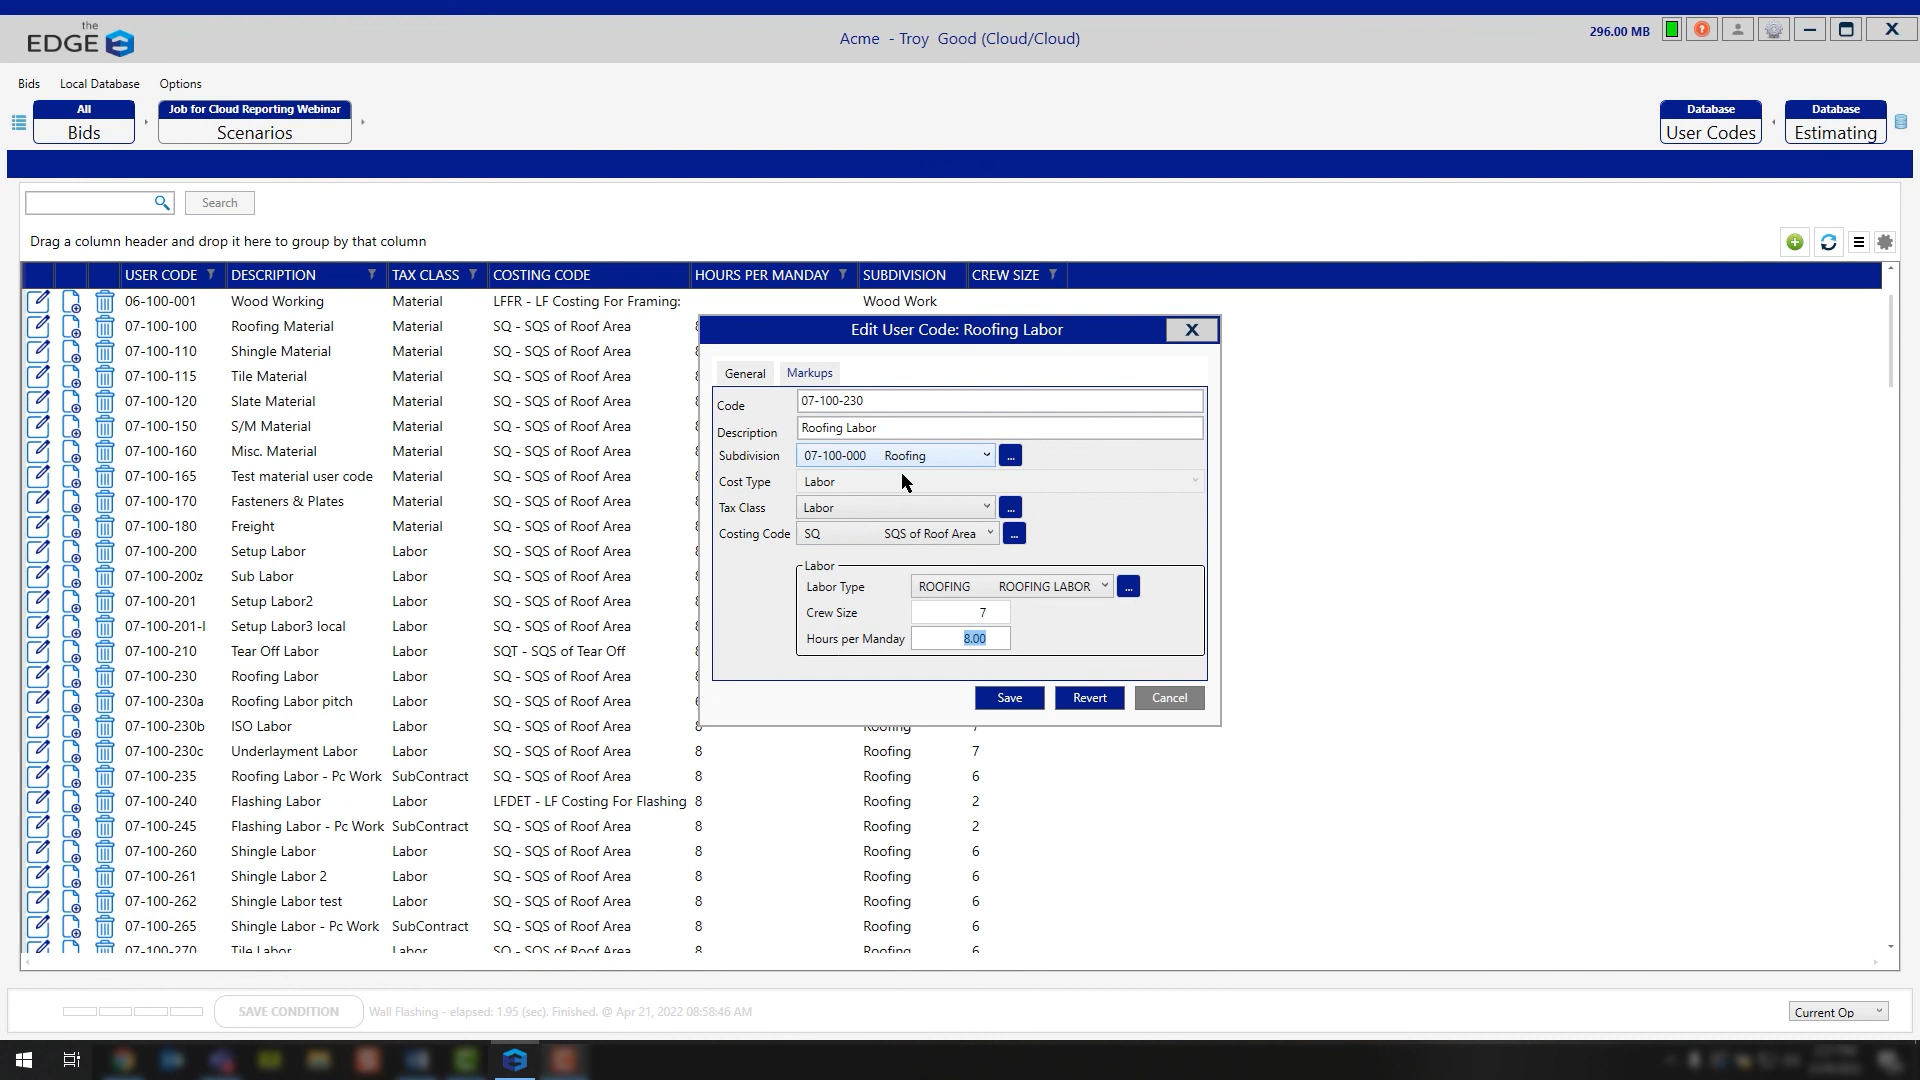 the
EDGE
Acme - Troy Good (Cloud/Cloud)
296.00 MB
Bids Local Database Options
All
Bids
Job for Cloud Reporting Webinar
Scenarios
Database
User Codes
Database
Estimating
Search
Drag a column header and drop it here to group by that column
USER CODE DESCRIPTION TAX CLASS COSTING CODE HOURS PER MANDAY SUBDIVISION CREW SIZE
06-100-001 Wood Working Material LFFR - LF Costing For Framing: Wood Work
07-100-100 Roofing Material Material SQ - SQS of Roof Area
07-100-110 Shingle Material Material SQ - SQS of Roof Area
07-100-115 Tile Material Material SQ - SQS of Roof Area
07-100-120 Slate Material Material SQ - SQS of Roof Area
07-100-150 S/M Material Material SQ - SQS of Roof Area
07-100-160 Misc. Material Material SQ - SQS of Roof Area
07-100-165 Test material user code Material SQ - SQS of Roof Area
07-100-170 Fasteners & Plates Material SQ - SQS of Roof Area
07-100-180 Freight Material SQ - SQS of Roof Area
07-100-200 Setup Labor Labor SQ - SQS of Roof Area
07-100-200z Sub Labor Labor SQ - SQS of Roof Area
07-100-201 Setup Labor2 Labor SQ - SQS of Roof Area
07-100-201-l Setup Labor3 local Labor SQ - SQS of Roof Area
07-100-210 Tear Off Labor Labor SQT - SQS of Tear Off
07-100-230 Roofing Labor Labor SQ - SQS of Roof Area
07-100-230a Roofing Labor pitch Labor SQ - SQS of Roof Area
07-100-230b ISO Labor Labor SQ - SQS of Roof Area 8 Roofing 7
07-100-230c Underlayment Labor Labor SQ - SQS of Roof Area 8 Roofing 7
07-100-235 Roofing Labor - Pc Work SubContract SQ - SQS of Roof Area 8 Roofing 6
07-100-240 Flashing Labor Labor LFDET - LF Costing For Flashing 8 Roofing 2
07-100-245 Flashing Labor - Pc Work SubContract SQ - SQS of Roof Area 8 Roofing 2
07-100-260 Shingle Labor Labor SQ - SQS of Roof Area 8 Roofing 6
07-100-261 Shingle Labor 2 Labor SQ - SQS of Roof Area 8 Roofing 6
07-100-262 Shingle Labor test Labor SQ - SQS of Roof Area 8 Roofing 6
07-100-265 Shingle Labor - Pc Work SubContract SQ - SQS of Roof Area 8 Roofing 6
07-100-270 Tile Labor Labor SQ - SQS of Roof Area 8 Roofing 6
Edit User Code: Roofing Labor X
General Markups
Code 07-100-230
Description Roofing Labor
Subdivision 07-100-000 Roofing ...
Cost Type Labor
Tax Class Labor ...
Costing Code SQ SQS of Roof Area ...
Labor
Labor Type ROOFING ROOFING LABOR ...
Crew Size 7
Hours per Manday 8.00
Save Revert Cancel
SAVE CONDITION Wall Flashing - elapsed: 1.95 (sec). Finished. @ Apr 21, 2022 08:58:46 AM
Current Op